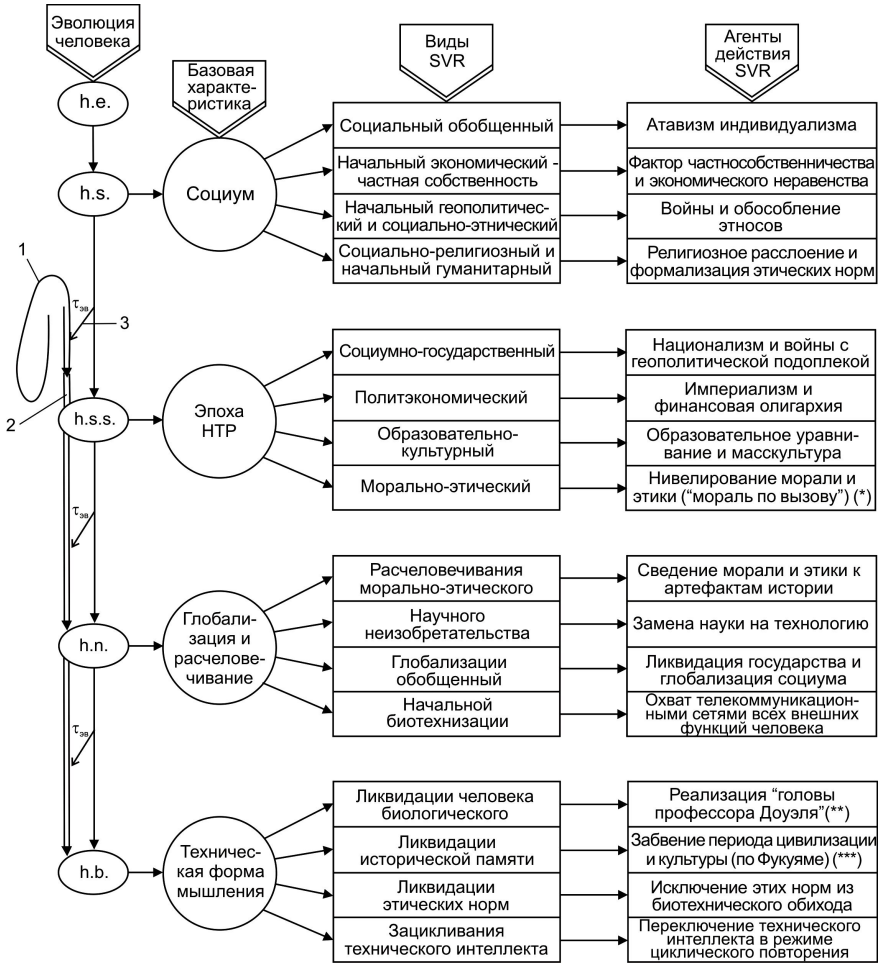 Эволюция
человека
Базовая
характе-
ристика
Виды
SVR
Агенты
действия
SVR
h.e.
h.s.
Социум
Социальный обобщенный
Атавизм индивидуализма
Начальный экономический -
частная собственность
Фактор частнособственничества
и экономического неравенства
Начальный геополитичес-
кий и социально-этнический
Войны и обособление
этносов
Социально-религиозный и
начальный гуманитарный
Религиозное расслоение и
формализация этических норм
1
τэв
3
2
h.s.s.
Эпоха
НТР
Социумно-государственный
Национализм и войны с
геополитической подоплекой
Политэкономический
Империализм и
финансовая олигархия
Образовательно-
культурный
Образовательное уравни-
вание и масскультура
Морально-этический
Нивелирование морали и
этики (“мораль по вызову”) (*)
τэв
h.n.
Глобали-
зация и
расчелове-
чивание
Расчеловечивания
морально-этического
Сведение морали и этики к
артефактам истории
Научного
неизобретательства
Замена науки на технологию
Глобализации
обобщенный
Ликвидация государства и
глобализация социума
Начальной
биотехнизации
Охват телекоммуникацион-
ными сетями всех внешних
функций человека
τэв
h.b.
Техничес-
кая форма
мышления
Ликвидации человека
биологического
Реализация “головы
профессора Доуэля”(**)
Ликвидации
исторической памяти
Забвение периода цивилизации
и культуры (по Фукуяме) (***)
Ликвидации
этических норм
Исключение этих норм из
биотехнического обихода
Зацикливания
технического интеллекта
Переключение технического
интеллекта в режиме
циклического повторения